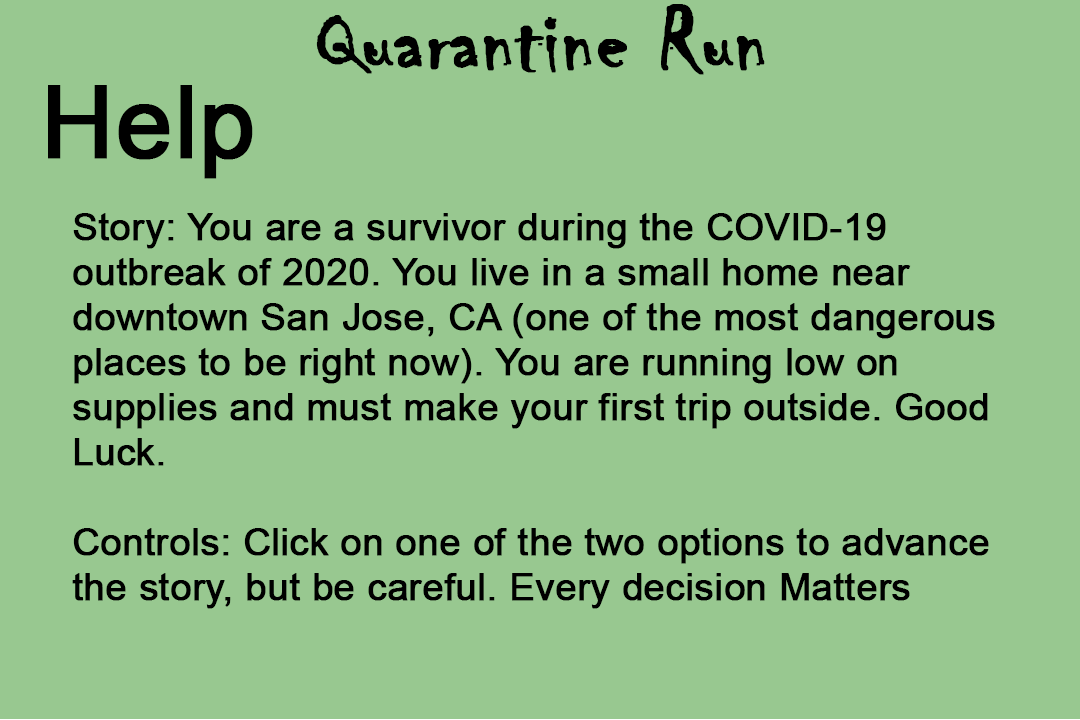 Quarantine Run
Help
Story: You are a survivor during the COVID-19
outbreak of 2020. You live in a small home near
downtown San Jose, CA (one of the most dangerous
places to be right now). You are running low on
supplies and must make your first trip outside. Good
Luck.
Controls: Click on one of the two options to advance
the story, but be careful. Every decision Matters